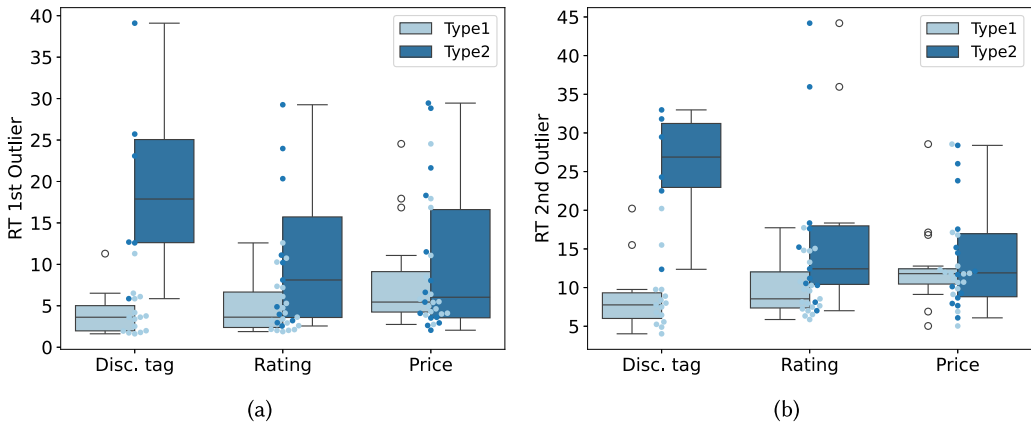 40
35
30
25
20
15
10
5
0
RT 1st Outlier
Type1
Type2
Disc. tag
Rating
Price
(a)
45
40
35
30
25
20
15
10
5
RT 2nd Outlier
Type1
Type2
Disc. tag
Rating
Price
(b)